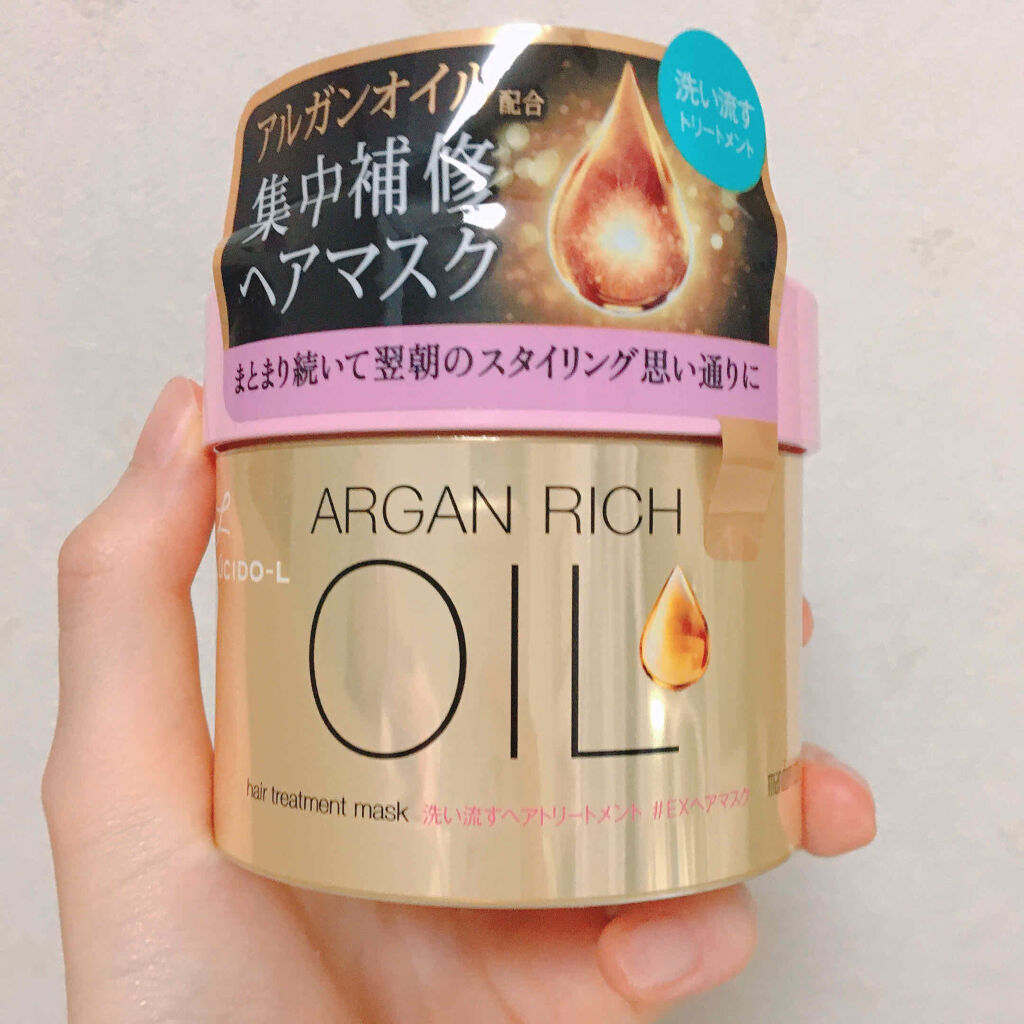 アルガンオイル配合
集中補修
ヘアマスク
洗い流す
トリートメント
まとまり続いて翌朝のスタイリング思い通りに
ARGAN RICH
OIL
L
ÚCIDO-L
hair treatment mask 洗い流すヘアトリートメント #EXヘアマスク